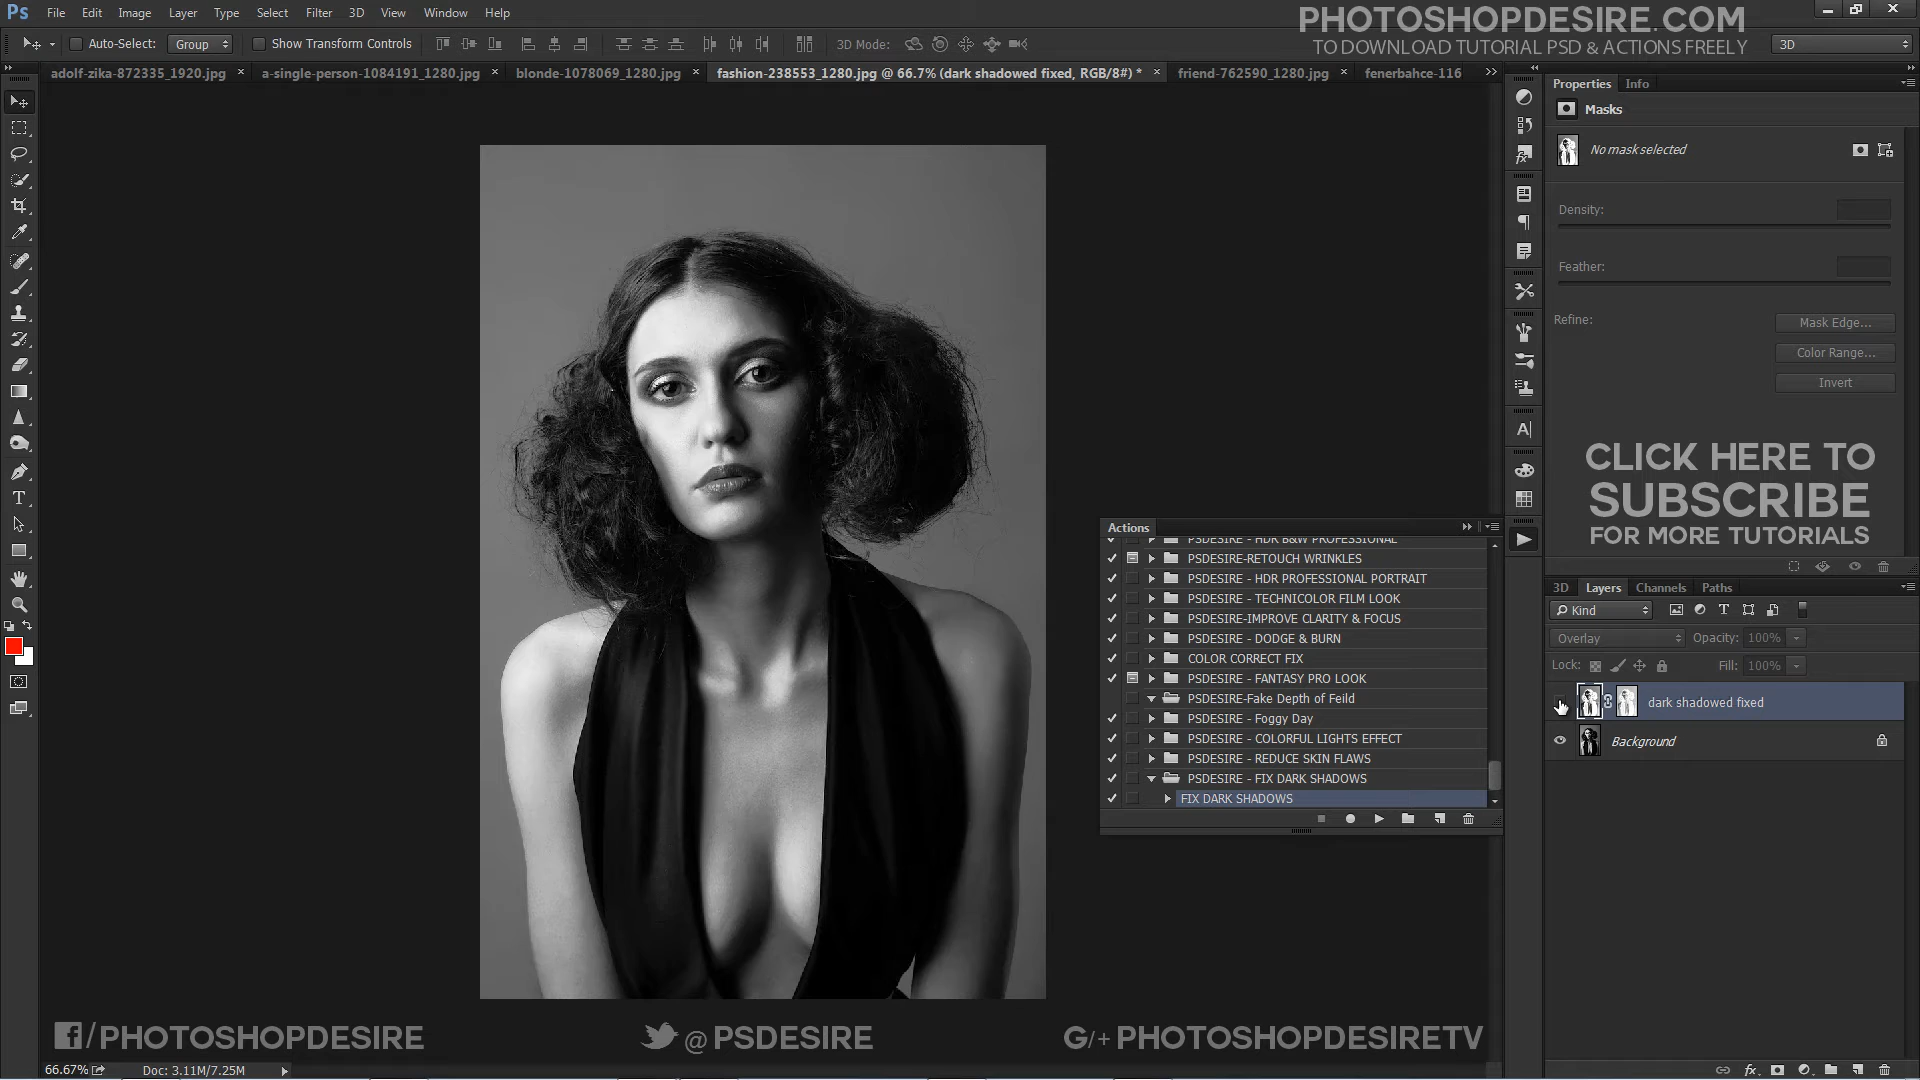 Ps File Edit Image Layer Type Select Filter 3D View Window Help
PHOTOSHOPDESIRE.COM
TO DOWNLOAD TUTORIAL PSD & ACTIONS FREELY
Auto-Select: Group Show Transform Controls 3D Mode: 3D
adolf-zika-872335_1920.jpg × a-single-person-1084191_1280.jpg × blonde-1078069_1280.jpg × fashion-238553_1280.jpg @ 66.7% (dark shadowed fixed, RGB/8#) * × friend-762590_1280.jpg × fenerbahce-116
Properties Info
Masks
No mask selected
Density:
Feather:
Refine: Mask Edge...
Color Range...
Invert
CLICK HERE TO
SUBSCRIBE
FOR MORE TUTORIALS
Actions
PSDESIRE - HDR B&W PROFESSIONAL
PSDESIRE-RETOUCH WRINKLES
PSDESIRE - HDR PROFESSIONAL PORTRAIT
PSDESIRE - TECHNICOLOR FILM LOOK
PSDESIRE-IMPROVE CLARITY & FOCUS
PSDESIRE - DODGE & BURN
COLOR CORRECT FIX
PSDESIRE - FANTASY PRO LOOK
PSDESIRE-Fake Depth of Feild
PSDESIRE - Foggy Day
PSDESIRE - COLORFUL LIGHTS EFFECT
PSDESIRE - REDUCE SKIN FLAWS
PSDESIRE - FIX DARK SHADOWS
FIX DARK SHADOWS
3D Layers Channels Paths
Kind
Overlay Opacity: 100%
Lock: Fill: 100%
dark shadowed fixed
Background
f/PHOTOSHOPDESIRE @PSDESIRE G/+PHOTOSHOPDESIRETV
66.67% Doc: 3.11M/7.25M